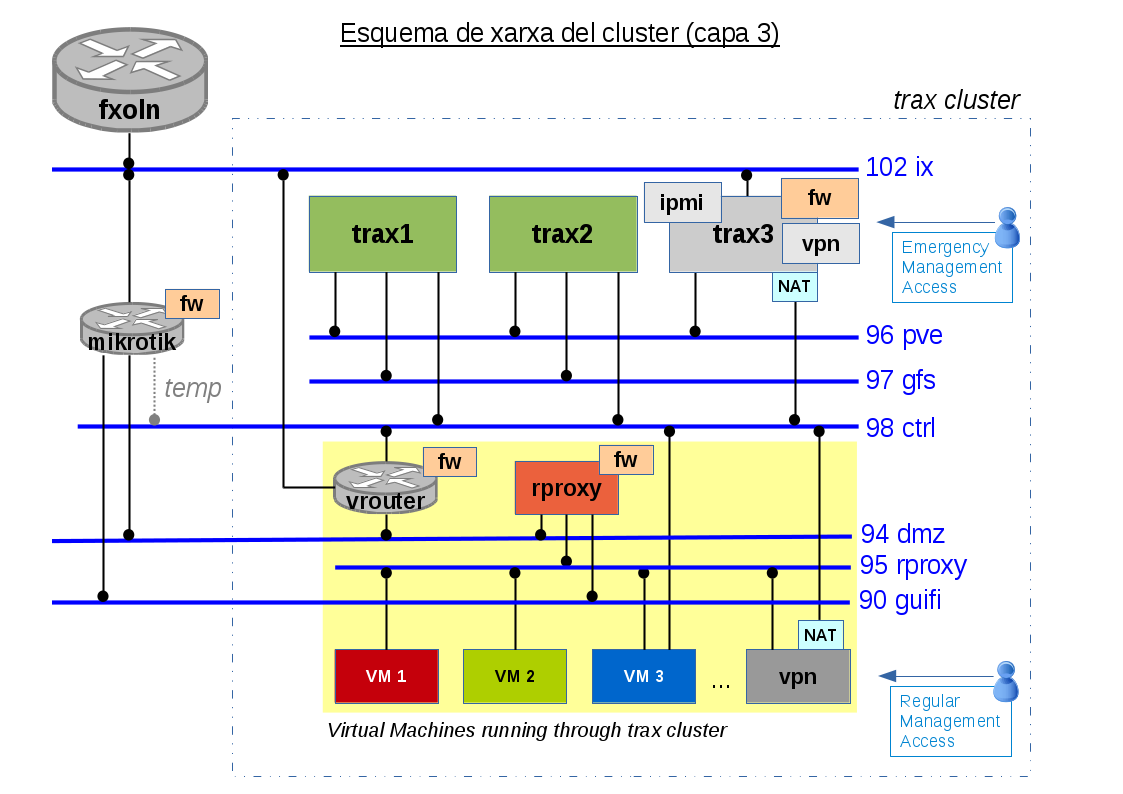 Esquema de xarxa del cluster (capa 3)
fxoln
trax cluster
102 ix
ipmi
fw
trax1
trax2
trax3
vpn
Emergency
Management
Access
NAT
fw
mikrotik
96 pve
temp
97 gfs
98 ctrl
fw
fw
vrouter
rproxy
94 dmz
95 rproxy
90 guifi
NAT
VM 1
VM 2
VM 3
...
vpn
Regular
Management
Access
Virtual Machines running through trax cluster